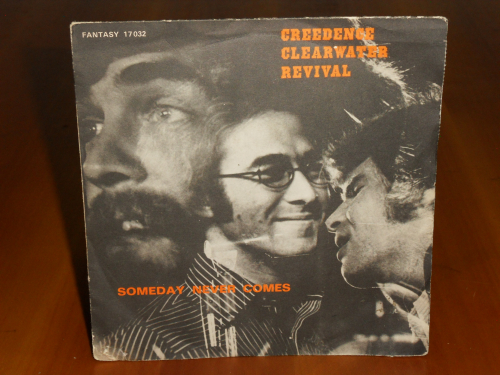 FANTASY 17032
CREEDENCE
CLEARWATER
REVIVAL
SOMEDAY NEVER COMES